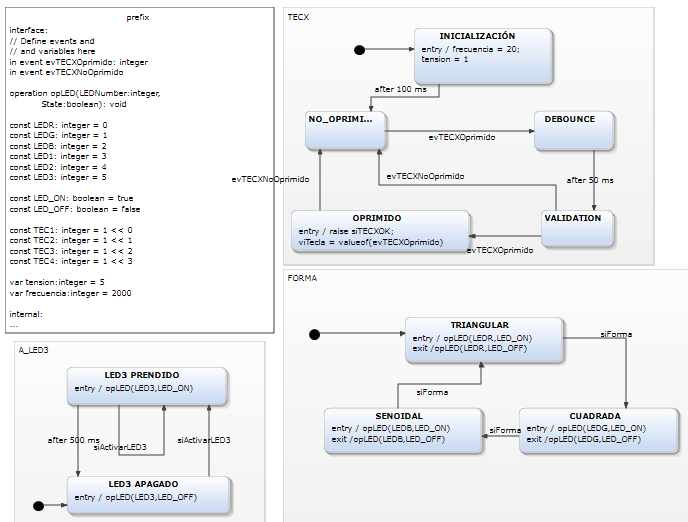 prefix
interface:
// Define events and
// and variables here
in event evTECXOprimido: integer
in event evTECXNoOprimido
operation opLED(LEDNumber:integer,
State:boolean): void
const LEDR: integer = 0
const LEDG: integer = 1
const LEDB: integer = 2
const LED1: integer = 3
const LED2: integer = 4
const LED3: integer = 5
const LED_ON: boolean = true
const LED_OFF: boolean = false
const TEC1: integer = 1 << 0
const TEC2: integer = 1 << 1
const TEC3: integer = 1 << 2
const TEC4: integer = 1 << 3
var tension:integer = 5
var frecuencia:integer = 2000
internal:
...
TECX
INICIALIZACIÓN
entry / frecuencia = 20;
tension = 1
after 100 ms
NO_OPRIMI...
evTECXOprimido
DEBOUNCE
after 50 ms
evTECXNoOprimido
evTECXNoOprimido
VALIDATION
evTECXOprimido
OPRIMIDO
entry / raise siTECXOK;
viTecla = valueof(evTECXOprimido)
A_LED3
LED3 PRENDIDO
entry / opLED(LED3,LED_ON)
after 500 ms
siActivarLED3
siActivarLED3
LED3 APAGADO
entry / opLED(LED3,LED_OFF)
FORMA
TRIANGULAR
entry / opLED(LEDR,LED_ON)
exit /opLED(LEDR,LED_OFF)
siForma
siForma
SENOIDAL
entry / opLED(LEDB,LED_ON)
exit /opLED(LEDB,LED_OFF)
siForma
CUADRADA
entry / opLED(LEDG,LED_ON)
exit /opLED(LEDG,LED_OFF)